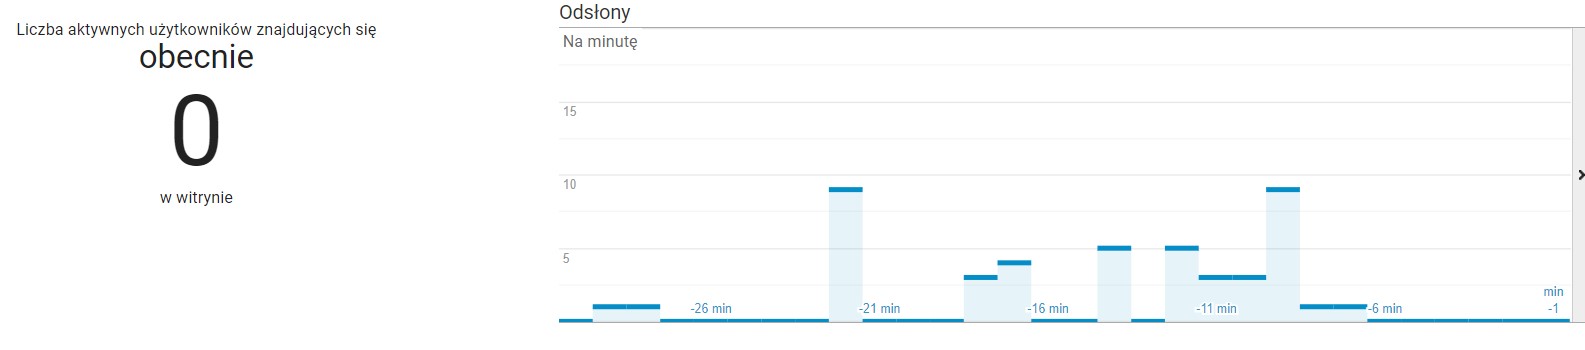 Liczba aktywnych użytkowników znajdujących się
obecnie
0
w witrynie
Odsłony
Na minutę
15
10
5
-26 min
-21 min
-16 min
-11 min
-6 min
min
-1